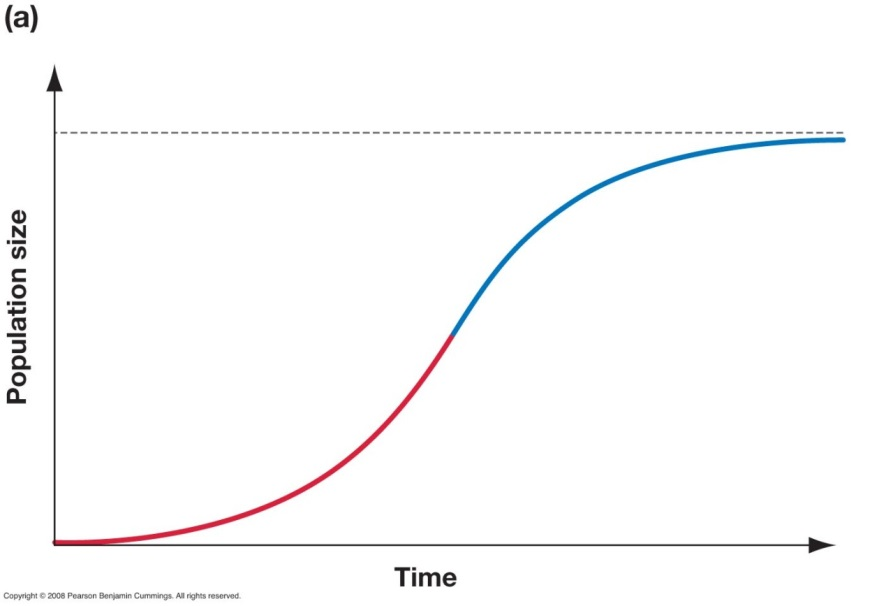 (a)
Population size
Time
Copyright © 2008 Pearson Benjamin Cummings. All rights reserved.